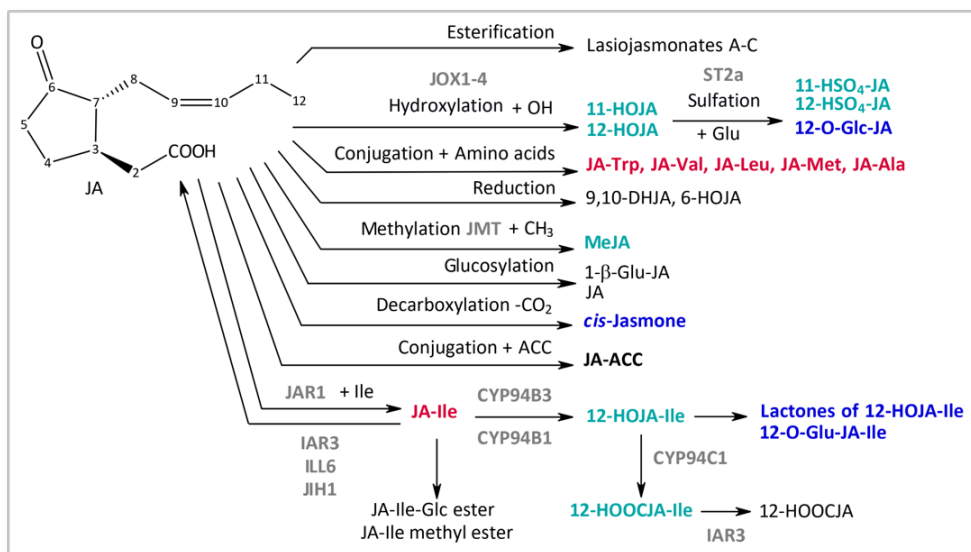 O
6
7
8
9
10
11
12
5
4
3
2
COOH
JA
Esterification
Lasiojasmonates A-C
JOX1-4
Hydroxylation + OH
11-HOJA
12-HOJA
ST2a
Sulfation
+ Glu
11-HSO₄-JA
12-HSO₄-JA
12-O-Glc-JA
Conjugation + Amino acids
JA-Trp, JA-Val, JA-Leu, JA-Met, JA-Ala
Reduction
9,10-DHJA, 6-HOJA
Methylation JMT + CH₃
MeJA
Glucosylation
1-β-Glu-JA
JA
Decarboxylation -CO₂
cis-Jasmone
Conjugation + ACC
JA-ACC
JAR1 + Ile
IAR3
ILL6
JIH1
JA-Ile
CYP94B3
CYP94B1
12-HOJA-Ile
Lactones of 12-HOJA-Ile
12-O-Glu-JA-Ile
CYP94C1
JA-Ile-Glc ester
JA-Ile methyl ester
12-HOOCJA-Ile
IAR3
12-HOOCJA